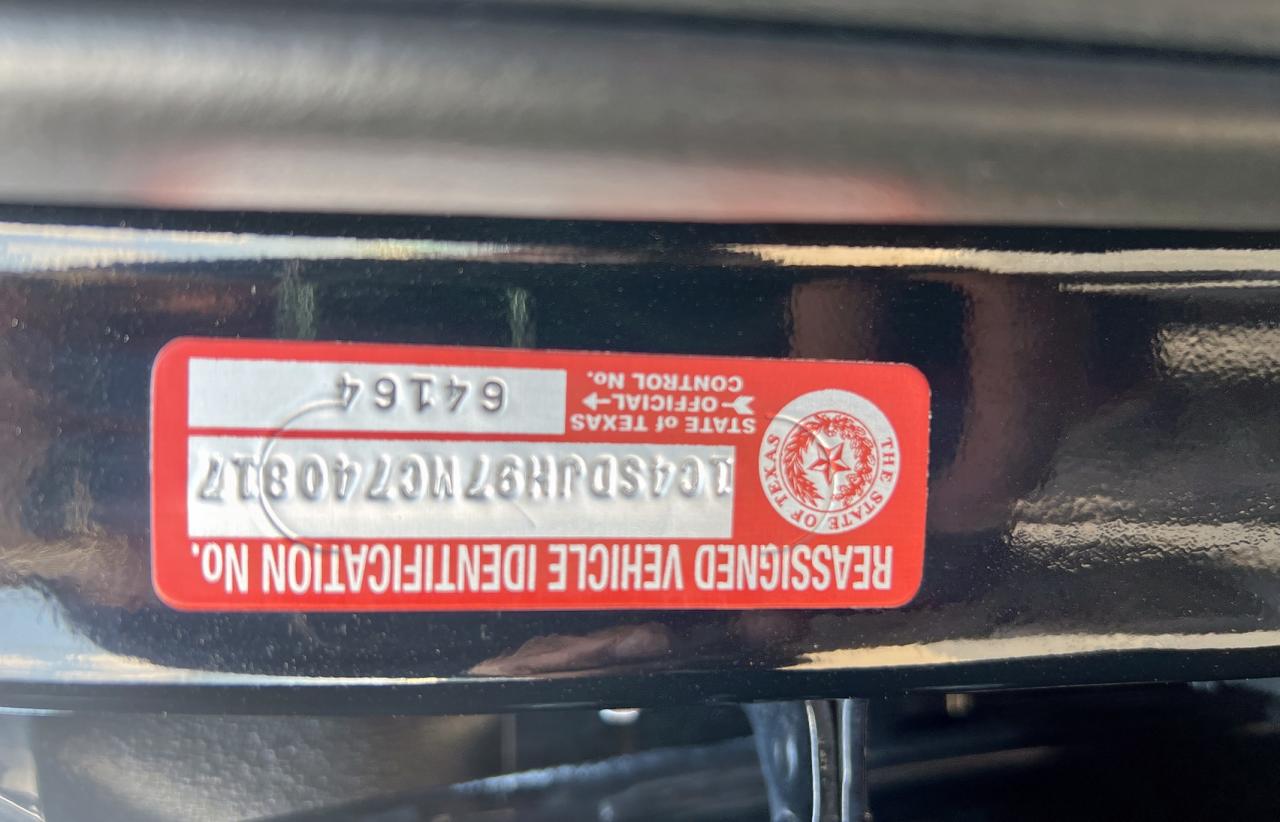 REASSIGNED VEHICLE IDENTIFICATION NO.
1C4SDJH97MC740817
THE STATE OF TEXAS
STATE of TEXAS
OFFICIAL
CONTROL No.
64164